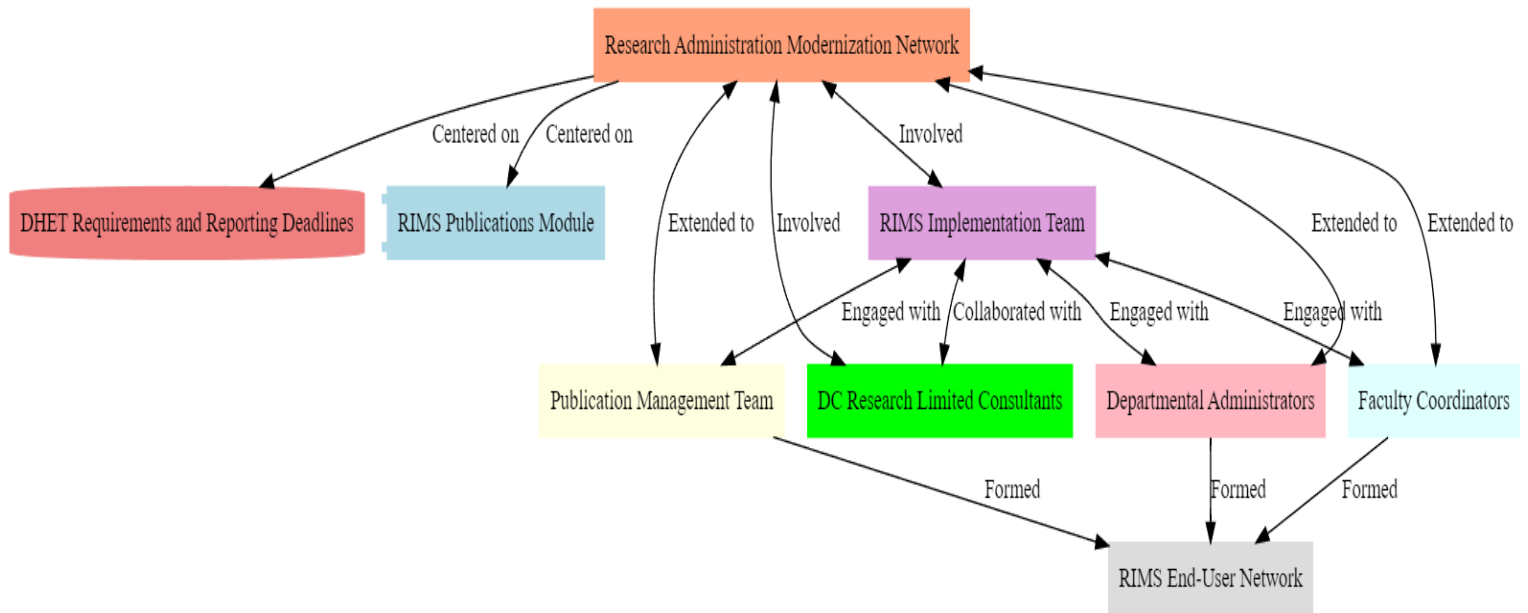 Research Administration Modernization Network
Centered on
Centered on
Involved
DHET Requirements and Reporting Deadlines
RIMS Publications Module
Extended to
Involved
RIMS Implementation Team
Extended to
Extended to
Engaged with
Collaborated with
Engaged with
Engaged with
Publication Management Team
DC Research Limited Consultants
Departmental Administrators
Faculty Coordinators
Formed
Formed
Formed
RIMS End-User Network